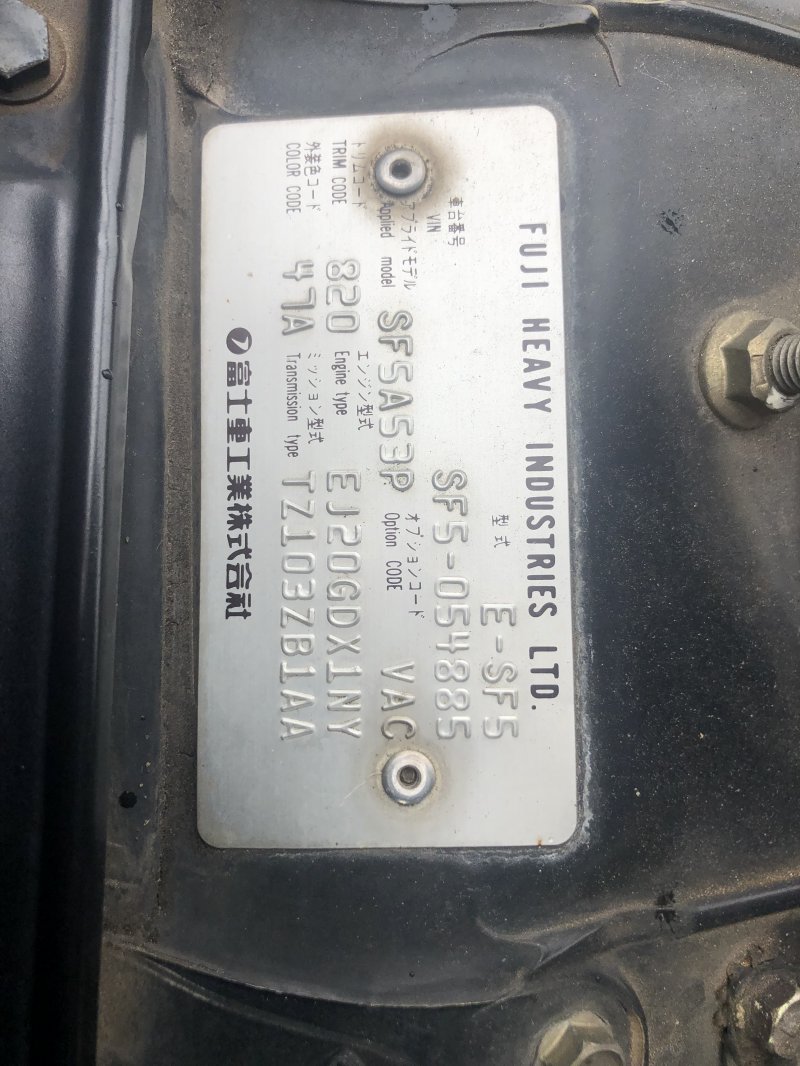 FUJI HEAVY INDUSTRIES LTD.
型式 E-SF5
車台番号
VIN SF5-054885
アプライドモデル オプションコード
Applied model SF5A53P Option CODE VAC
トリムコード エンジン型式
TRIM CODE 820 Engine type EJ20GDX1NY
外装色コード ミッション型式
COLOR CODE 47A Transmission type TZ103ZB1AA
富士重工業株式会社